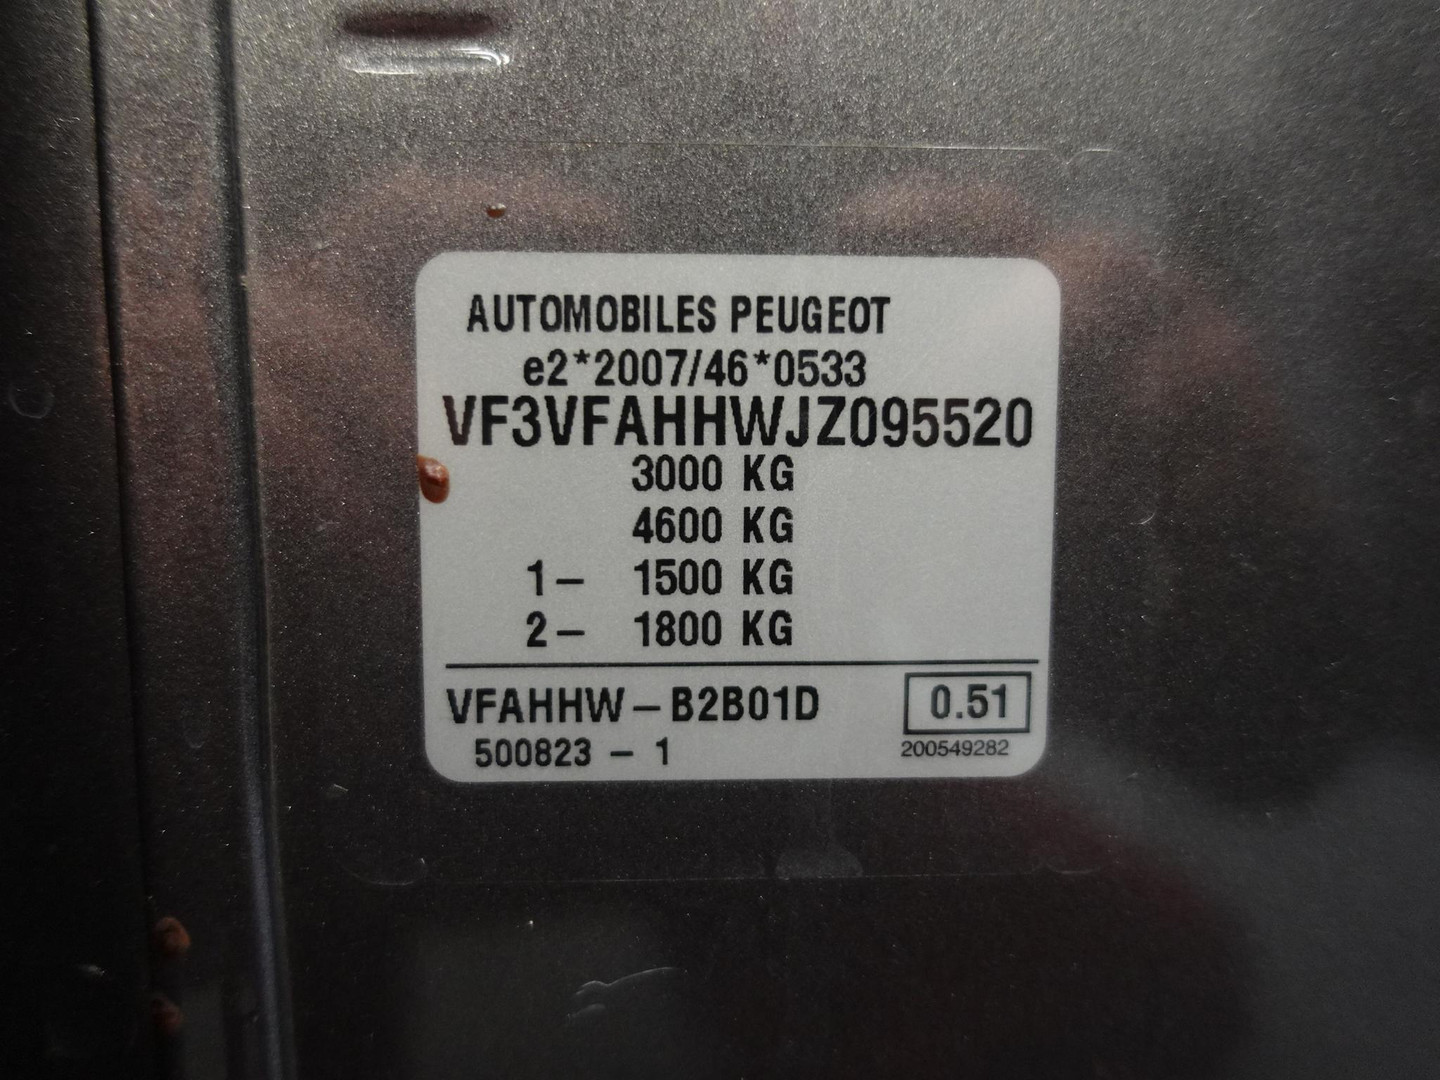 AUTOMOBILES PEUGEOT
e2*2007/46*0533
VF3VFAHHWJZ095520
3000 KG
4600 KG
1– 1500 KG
2– 1800 KG
VFAHHW–B2B01D
0.51
500823 – 1
200549282